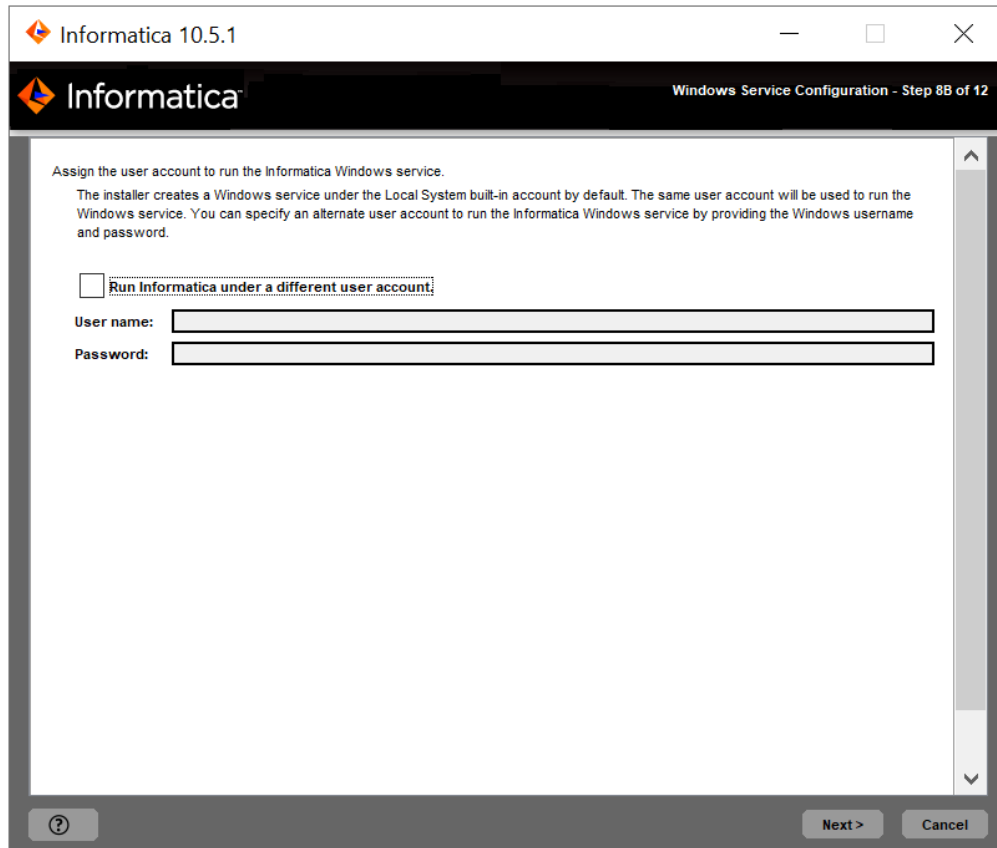 Informatica 10.5.1
Informatica
Windows Service Configuration - Step 8B of 12
Assign the user account to run the Informatica Windows service.
The installer creates a Windows service under the Local System built-in account by default. The same user account will be used to run the
Windows service. You can specify an alternate user account to run the Informatica Windows service by providing the Windows username
and password.
Run Informatica under a different user account.
User name:
Password:
?
Next >
Cancel